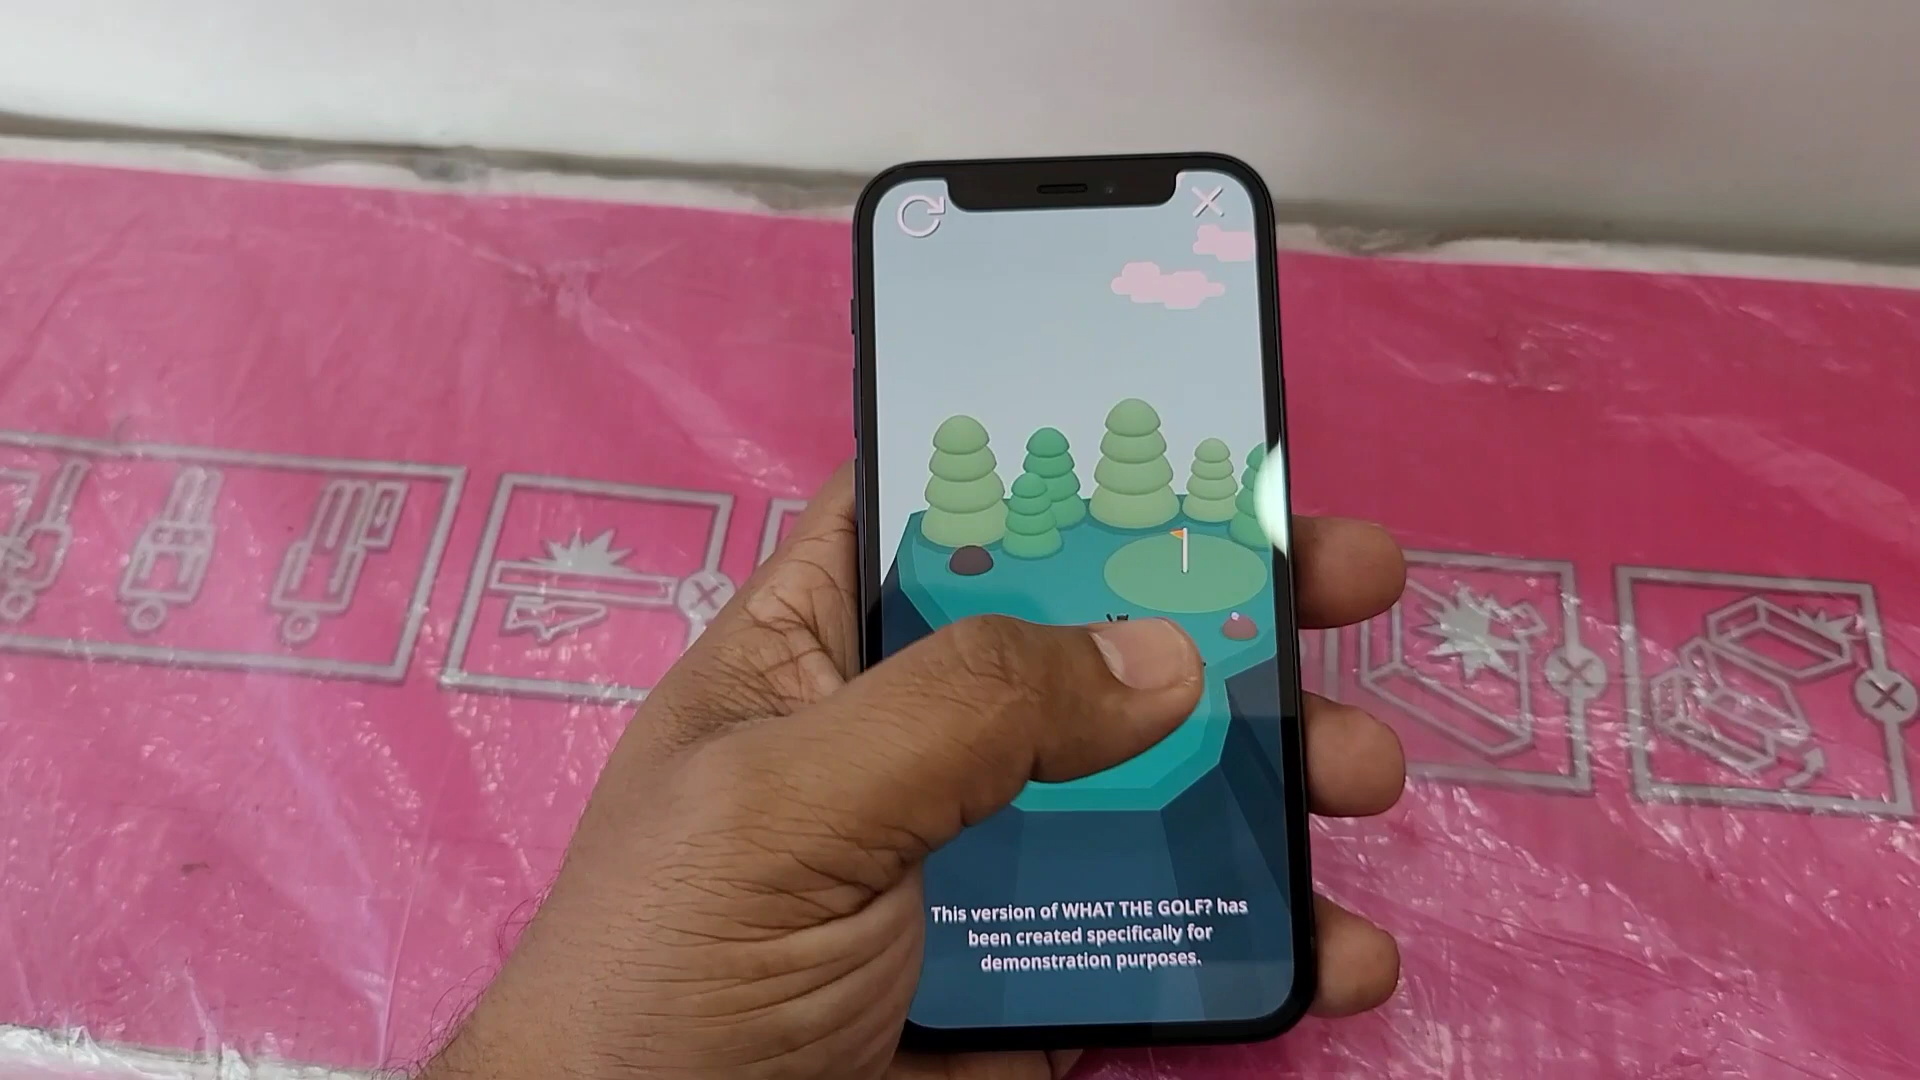 This version of WHAT THE GOLF? has
been created specifically for
demonstration purposes.